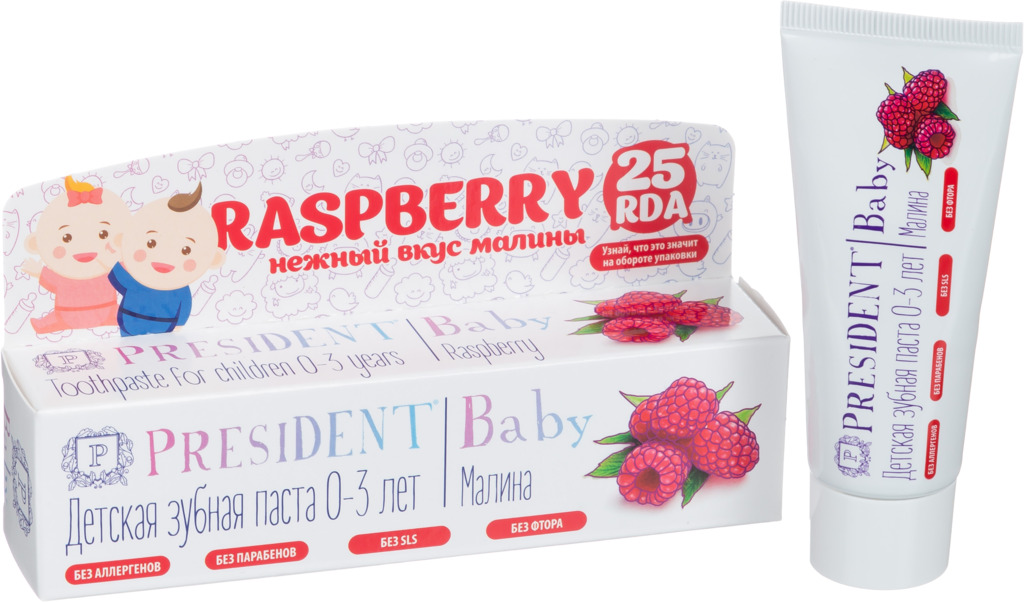 RASPBERRY
нежный вкус малины
25
RDA
Узнай, что это значит
на обороте упаковки
P
PRESIDENT
Baby
Toothpaste for children 0-3 years
Raspberry
P
PRESIDENT®
Baby
Детская зубная паста 0-3 лет
Малина
БЕЗ АЛЛЕРГЕНОВ
БЕЗ ПАРАБЕНОВ
БЕЗ SLS
БЕЗ ФТОРА
P
PRESIDENT®
Baby
Детская зубная паста 0-3 лет
Малина
БЕЗ АЛЛЕРГЕНОВ
БЕЗ ПАРАБЕНОВ
БЕЗ SLS
БЕЗ ФТОРА